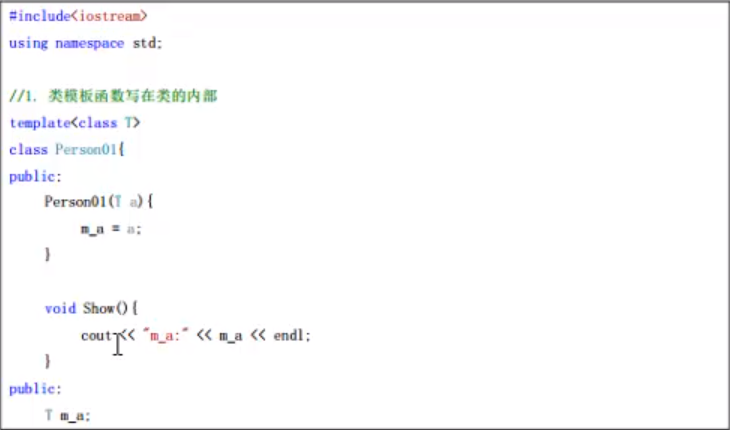 #include<iostream>
using namespace std;
//1. 类模板函数写在类的内部
template<class T>
class Person01{
public:
Person01(T a){
m_a = a;
}
void Show(){
cout << "m_a:" << m_a << endl;
}
public:
T m_a;